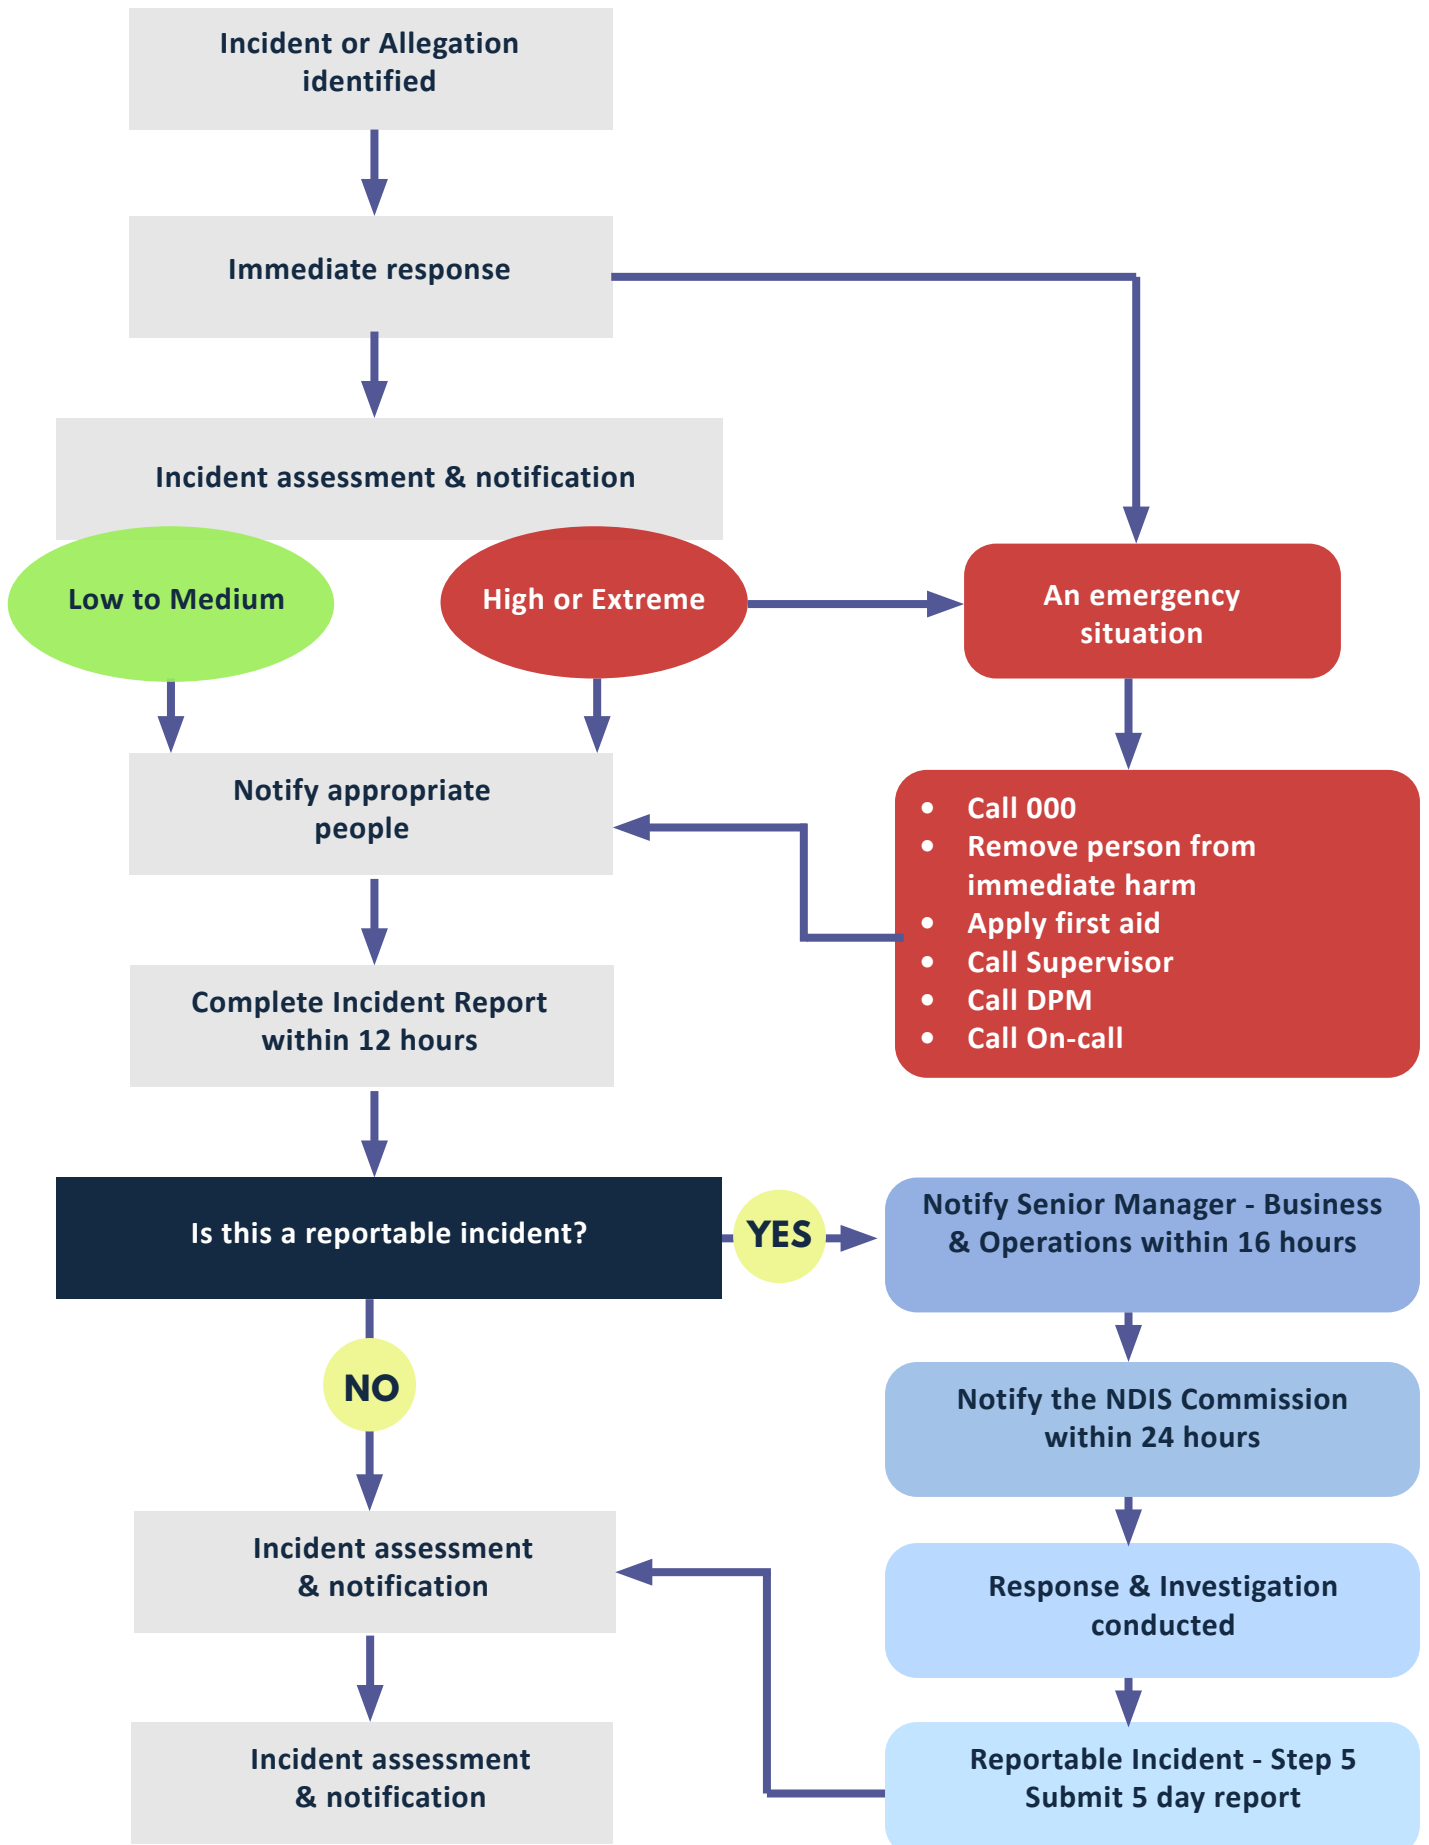 Incident or Allegation
identified
Immediate response
Incident assessment & notification
Low to Medium
High or Extreme
An emergency
situation
Notify appropriate
people
• Call 000
• Remove person from
immediate harm
• Apply first aid
• Call Supervisor
• Call DPM
• Call On-call
Complete Incident Report
within 12 hours
Is this a reportable incident?
YES
Notify Senior Manager - Business
& Operations within 16 hours
NO
Notify the NDIS Commission
within 24 hours
Incident assessment
& notification
Response & Investigation
conducted
Incident assessment
& notification
Reportable Incident - Step 5
Submit 5 day report